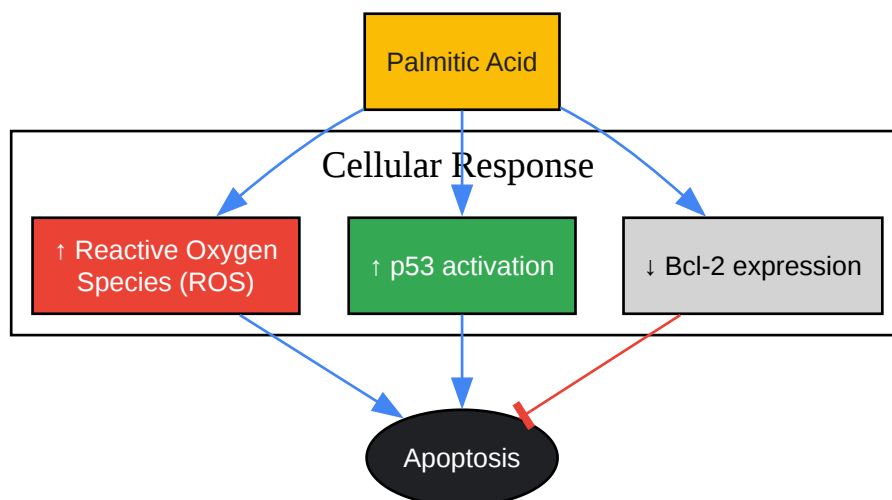 Palmitic Acid
Cellular Response
↑ Reactive Oxygen
Species (ROS)
↑ p53 activation
↓ Bcl-2 expression
Apoptosis